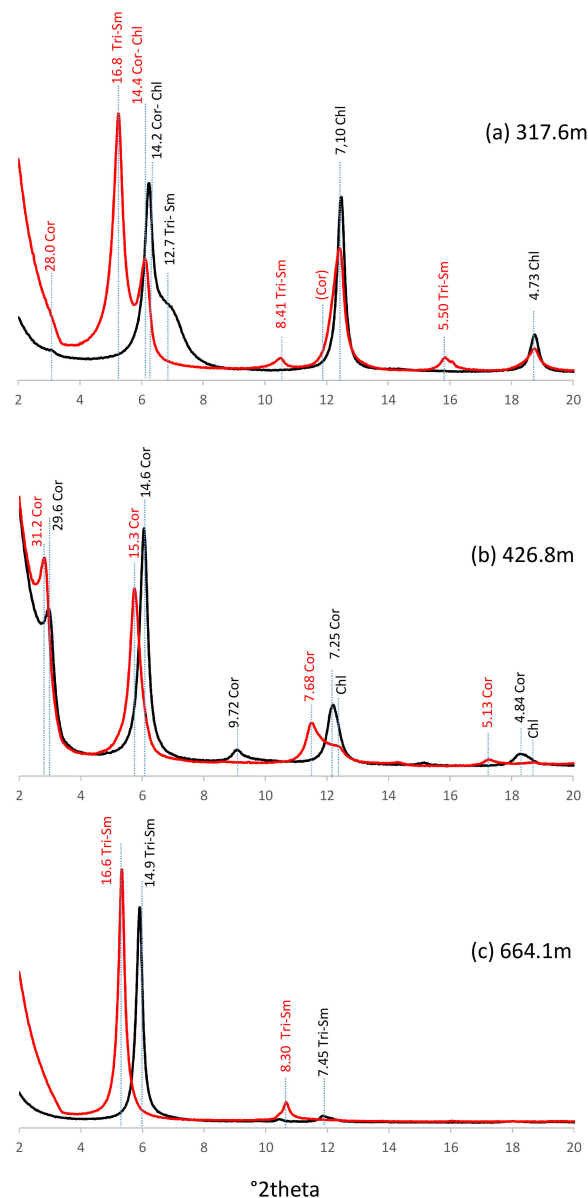 16.8 Tri-Sm
14.4 Cor- Chl
14.2 Cor- Chl
12.7 Tri- Sm
28.0 Cor
8.41 Tri-Sm
(Cor)
7,10 Chl
5.50 Tri-Sm
4.73 Chl
(a) 317.6m
2 4 6 8 10 12 14 16 18 20
31.2 Cor
29.6 Cor
15.3 Cor
14.6 Cor
9.72 Cor
7.68 Cor
7.25 Cor
Chl
5.13 Cor
4.84 Cor
Chl
(b) 426.8m
2 4 6 8 10 12 14 16 18 20
16.6 Tri-Sm
14.9 Tri-Sm
8.30 Tri-Sm
7.45 Tri-Sm
(c) 664.1m
2 4 6 8 10 12 14 16 18 20
°2theta